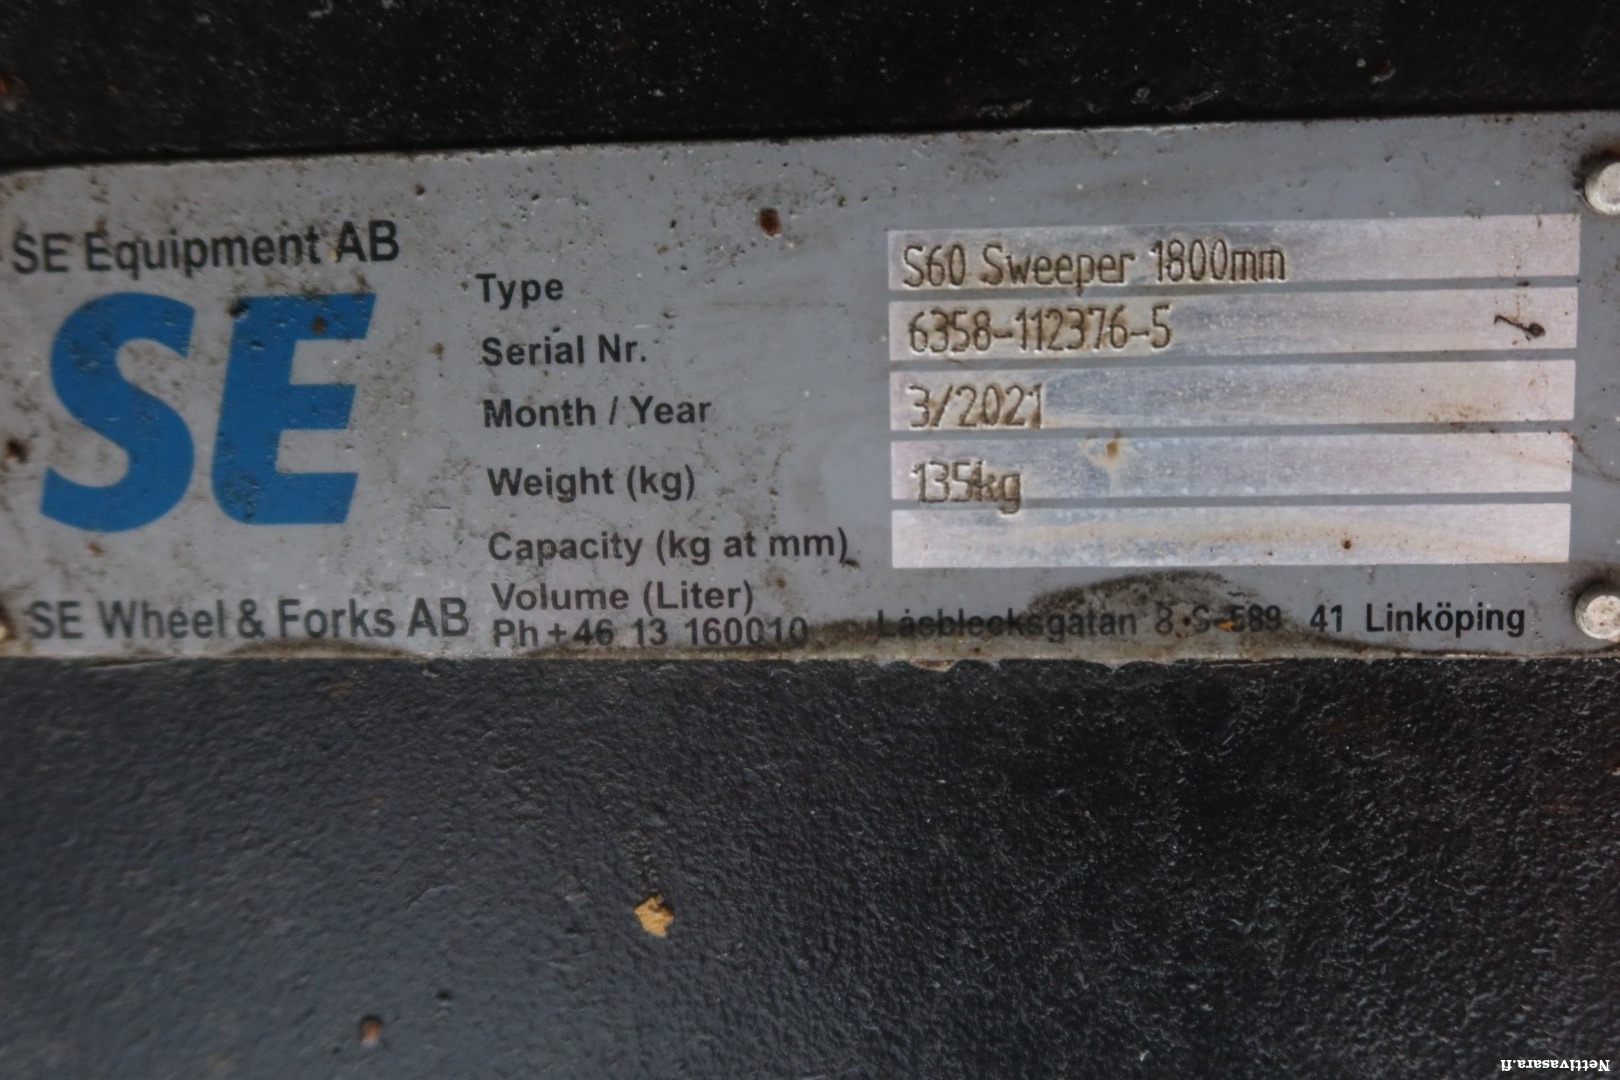 SE Equipment AB
SE
Type S60 Sweeper 1800mm
Serial Nr. 6358-112376-5
Month / Year 3/2021
Weight (kg) 135kg
Capacity (kg at mm)
Volume (Liter)
SE Wheel & Forks AB Ph +46 13 160010 Låsblecksgatan 8 S-589 41 Linköping
Nettivasara.fi